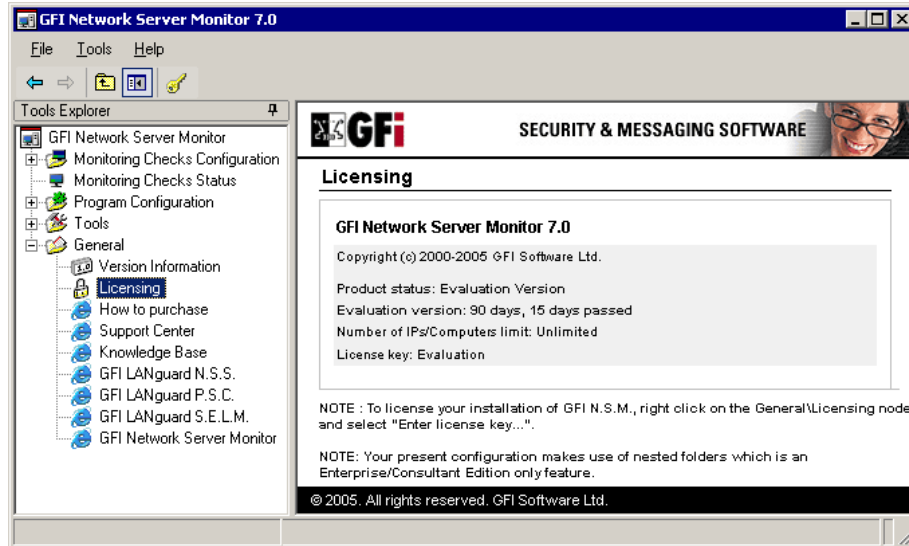 GFI Network Server Monitor 7.0
File Tools Help
Tools Explorer
GFI Network Server Monitor
Monitoring Checks Configuration
Monitoring Checks Status
Program Configuration
Tools
General
Version Information
Licensing
How to purchase
Support Center
Knowledge Base
GFI LANguard N.S.S.
GFI LANguard P.S.C.
GFI LANguard S.E.L.M.
GFI Network Server Monitor
GFi SECURITY & MESSAGING SOFTWARE
Licensing
GFI Network Server Monitor 7.0
Copyright (c) 2000-2005 GFI Software Ltd.
Product status: Evaluation Version
Evaluation version: 90 days, 15 days passed
Number of IPs/Computers limit: Unlimited
License key: Evaluation
NOTE : To license your installation of GFI N.S.M., right click on the General\Licensing node
and select "Enter license key...".
NOTE: Your present configuration makes use of nested folders which is an
Enterprise/Consultant Edition only feature.
© 2005. All rights reserved. GFI Software Ltd.